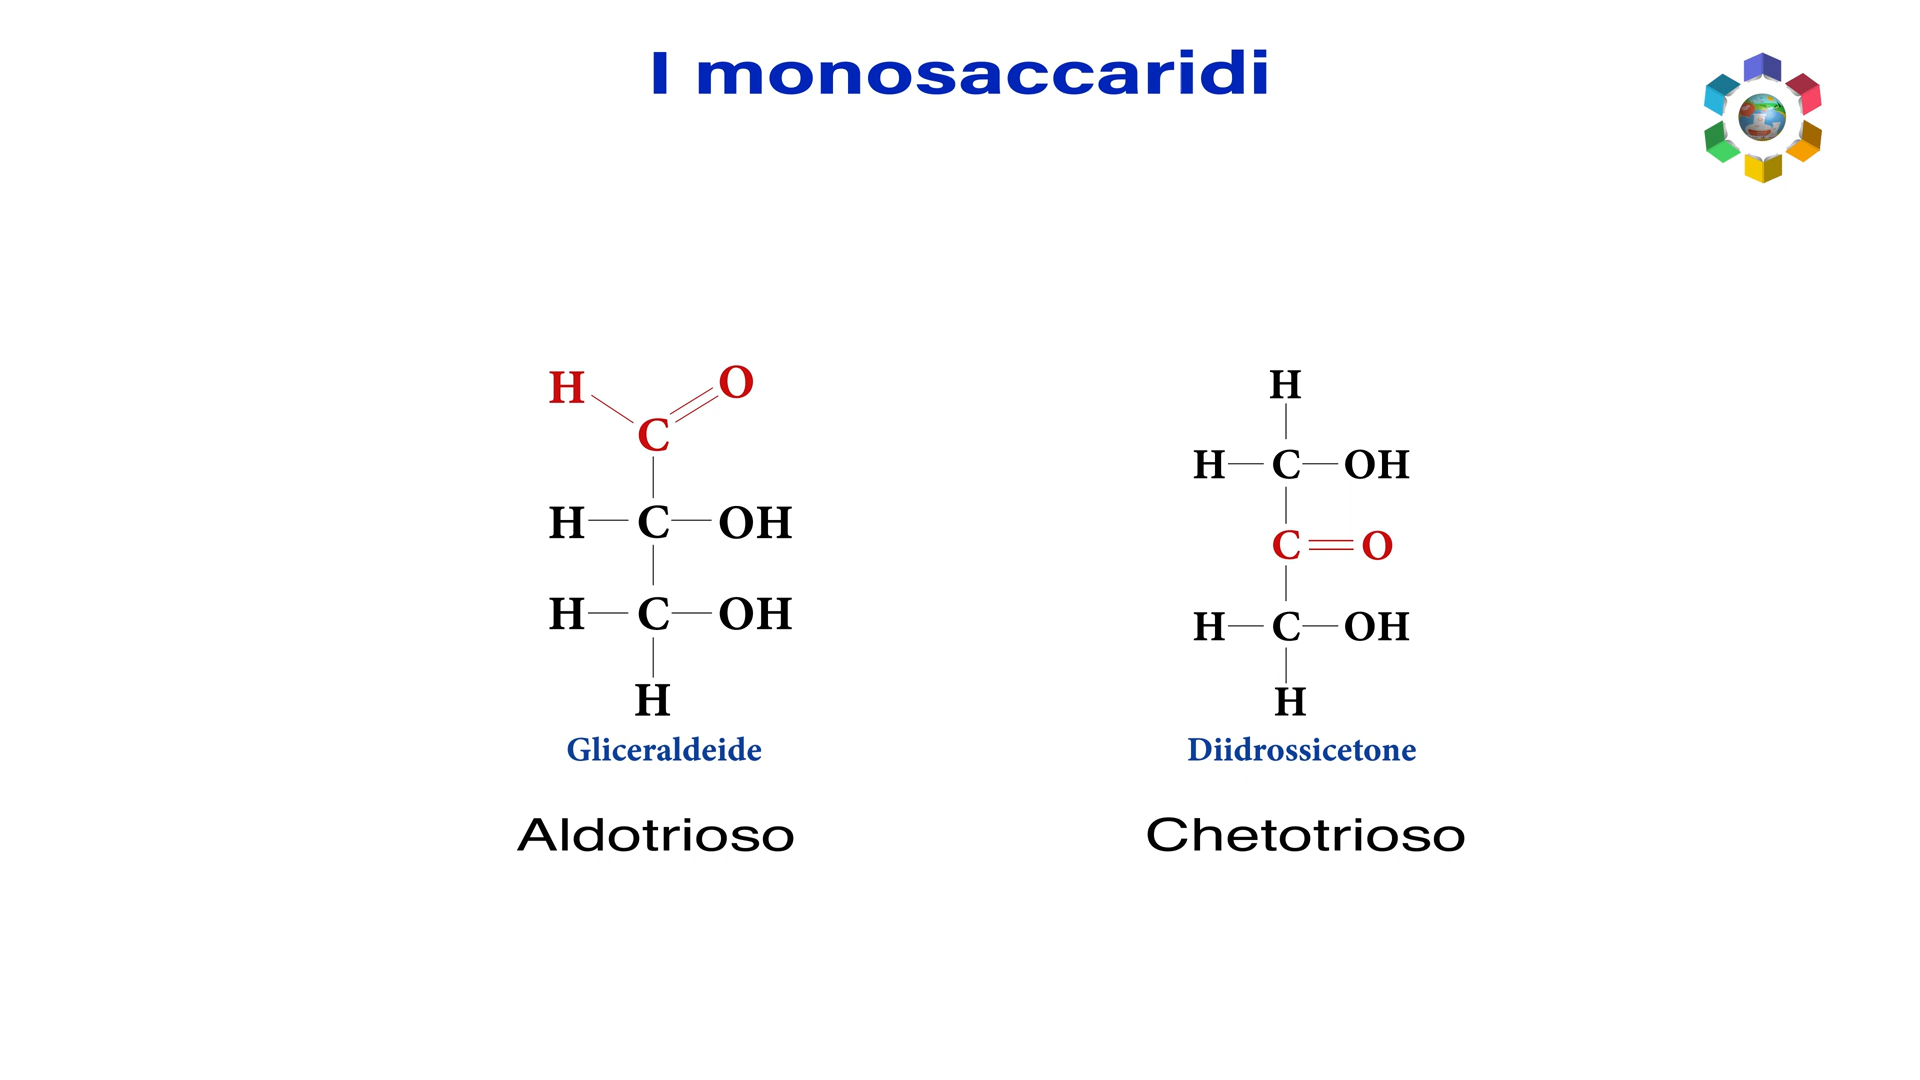 I monosaccaridi
H O
C
H C OH
H C OH
H
Gliceraldeide
Aldotrioso
H
H C OH
C O
H C OH
H
Diidrossicetone
Chetotrioso